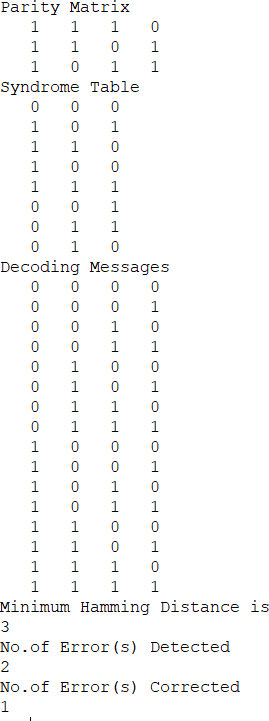 Parity Matrix
1 1 1 0
1 1 0 1
1 0 1 1
Syndrome Table
0 0 0
1 0 1
1 1 0
1 0 0
1 1 1
0 0 1
0 1 1
0 1 0
Decoding Messages
0 0 0 0
0 0 0 1
0 0 1 0
0 0 1 1
0 1 0 0
0 1 0 1
0 1 1 0
0 1 1 1
1 0 0 0
1 0 0 1
1 0 1 0
1 0 1 1
1 1 0 0
1 1 0 1
1 1 1 0
1 1 1 1
Minimum Hamming Distance is
3
No.of Error(s) Detected
2
No.of Error(s) Corrected
1